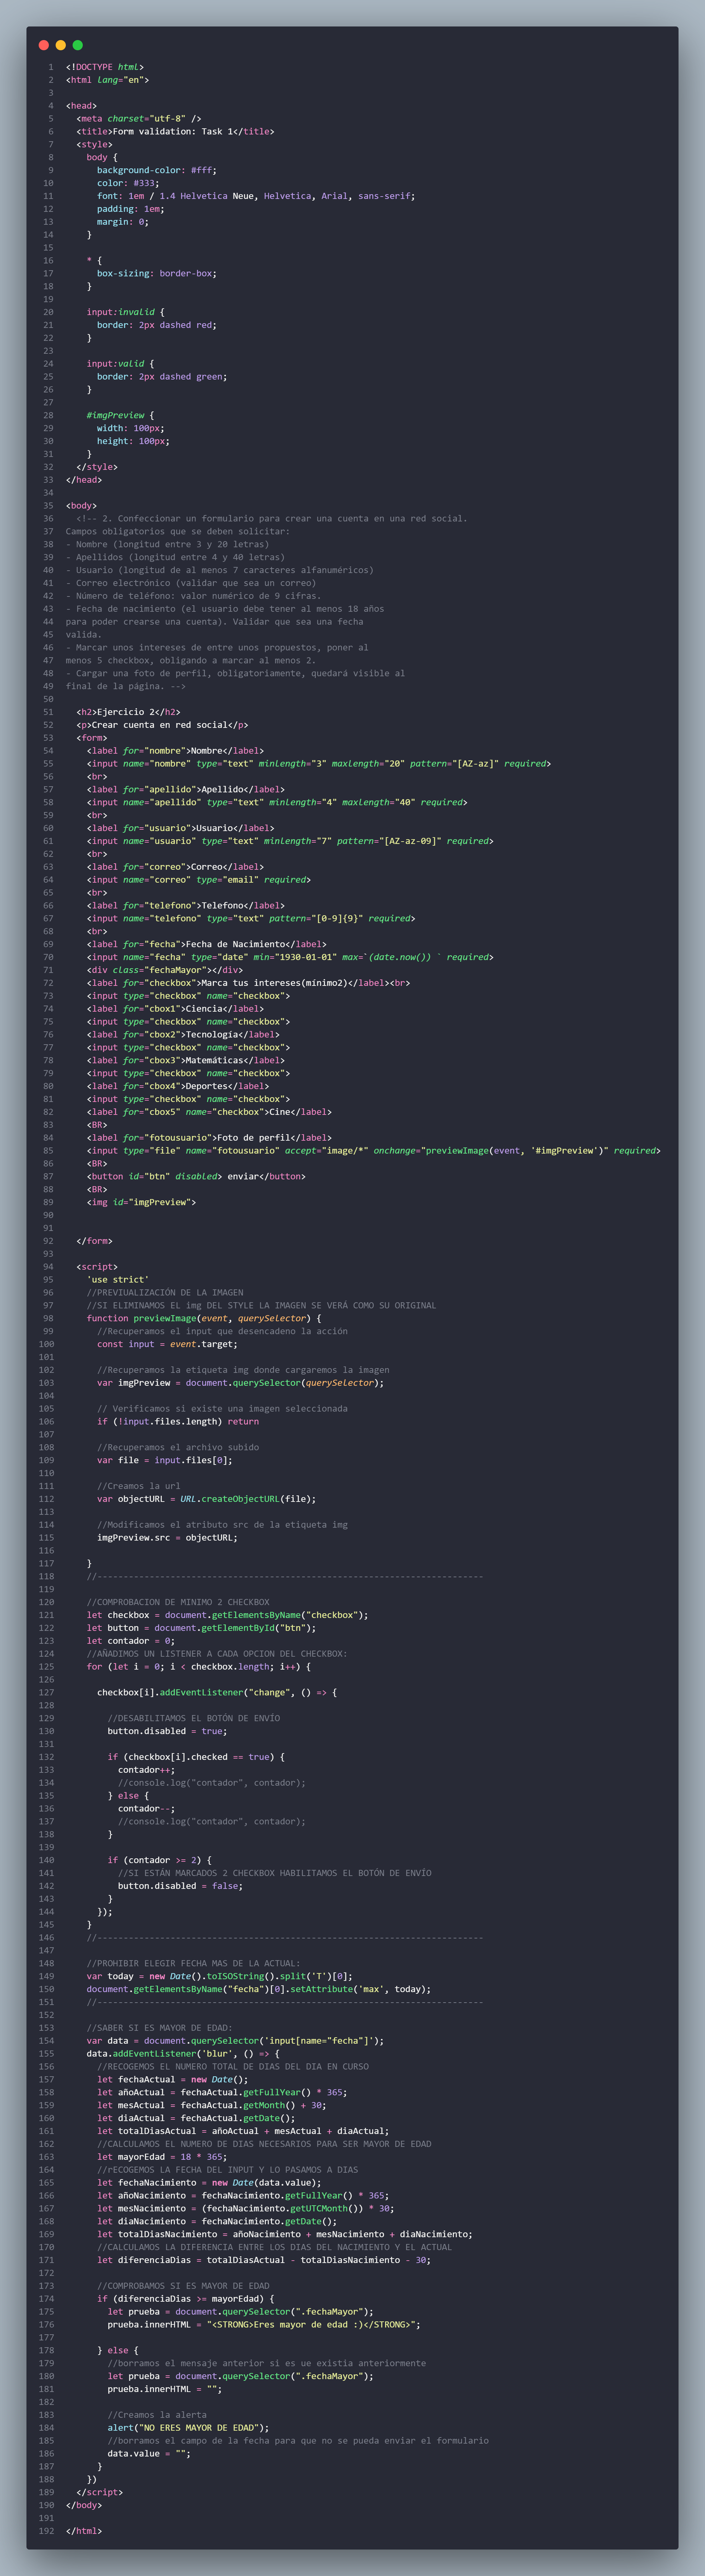 1 <!DOCTYPE html>
2 <html lang="en">
3
4 <head>
5   <meta charset="utf-8" />
6   <title>Form validation: Task 1</title>
7   <style>
8     body {
9       background-color: #fff;
10       color: #333;
11       font: 1em / 1.4 Helvetica Neue, Helvetica, Arial, sans-serif;
12       padding: 1em;
13       margin: 0;
14     }
15
16     * {
17       box-sizing: border-box;
18     }
19
20     input:invalid {
21       border: 2px dashed red;
22     }
23
24     input:valid {
25       border: 2px dashed green;
26     }
27
28     #imgPreview {
29       width: 100px;
30       height: 100px;
31     }
32   </style>
33 </head>
34
35 <body>
36   <!-- 2. Confeccionar un formulario para crear una cuenta en una red social.
37 Campos obligatorios que se deben solicitar:
38 - Nombre (longitud entre 3 y 20 letras)
39 - Apellidos (longitud entre 4 y 40 letras)
40 - Usuario (longitud de al menos 7 caracteres alfanuméricos)
41 - Correo electrónico (validar que sea un correo)
42 - Número de teléfono: valor numérico de 9 cifras.
43 - Fecha de nacimiento (el usuario debe tener al menos 18 años
44 para poder crearse una cuenta). Validar que sea una fecha
45 valida.
46 - Marcar unos intereses de entre unos propuestos, poner al
47 menos 5 checkbox, obligando a marcar al menos 2.
48 - Cargar una foto de perfil, obligatoriamente, quedará visible al
49 final de la página. -->
50
51   <h2>Ejercicio 2</h2>
52   <p>Crear cuenta en red social</p>
53   <form>
54     <label for="nombre">Nombre</label>
55     <input name="nombre" type="text" minlength="3" maxlength="20" pattern="[AZ-az]" required>
56     <br>
57     <label for="apellido">Apellido</label>
58     <input name="apellido" type="text" minlength="4" maxlength="40" required>
59     <br>
60     <label for="usuario">Usuario</label>
61     <input name="usuario" type="text" minlength="7" pattern="[AZ-az-09]" required>
62     <br>
63     <label for="correo">Correo</label>
64     <input name="correo" type="email" required>
65     <br>
66     <label for="telefono">Telefono</label>
67     <input name="telefono" type="text" pattern="[0-9]{9}" required>
68     <br>
69     <label for="fecha">Fecha de Nacimiento</label>
70     <input name="fecha" type="date" min="1930-01-01" max=`(date.now()) ` required>
71     <div class="fechaMayor"></div>
72     <label for="checkbox">Marca tus intereses(minimo2)</label><br>
73     <input type="checkbox" name="checkbox">
74     <label for="cbox1">Ciencia</label>
75     <input type="checkbox" name="checkbox">
76     <label for="cbox2">Tecnología</label>
77     <input type="checkbox" name="checkbox">
78     <label for="cbox3">Matemáticas</label>
79     <input type="checkbox" name="checkbox">
80     <label for="cbox4">Deportes</label>
81     <input type="checkbox" name="checkbox">
82     <label for="cbox5" name="checkbox">Cine</label>
83     <BR>
84     <label for="fotousuario">Foto de perfil</label>
85     <input type="file" name="fotousuario" accept="image/*" onchange="previewImage(event, '#imgPreview')" required>
86     <BR>
87     <button id="btn" disabled> enviar</button>
88     <BR>
89     <img id="imgPreview">
90
91
92   </form>
93
94   <script>
95     'use strict'
96     //PREVIUALIZACIÓN DE LA IMAGEN
97     //SI ELIMINAMOS EL img DEL STYLE LA IMAGEN SE VERÁ COMO SU ORIGINAL
98     function previewImage(event, querySelector) {
99       //Recuperamos el input que desencadeno la acción
100       const input = event.target;
101
102       //Recuperamos la etiqueta img donde cargaremos la imagen
103       var imgPreview = document.querySelector(querySelector);
104
105       // Verificamos si existe una imagen seleccionada
106       if (!input.files.length) return
107
108       //Recuperamos el archivo subido
109       var file = input.files[0];
110
111       //Creamos la url
112       var objectURL = URL.createObjectURL(file);
113
114       //Modificamos el atributo src de la etiqueta img
115       imgPreview.src = objectURL;
116
117     }
118     //---------------------------------------------------------------------------
119
120     //COMPROBACION DE MINIMO 2 CHECKBOX
121     let checkbox = document.getElementsByName("checkbox");
122     let button = document.getElementById("btn");
123     let contador = 0;
124     //AÑADIMOS UN LISTENER A CADA OPCION DEL CHECKBOX:
125     for (let i = 0; i < checkbox.length; i++) {
126
127       checkbox[i].addEventListener("change", () => {
128
129         //DESABILITAMOS EL BOTÓN DE ENVÍO
130         button.disabled = true;
131
132         if (checkbox[i].checked == true) {
133           contador++;
134           //console.log("contador", contador);
135         } else {
136           contador--;
137           //console.log("contador", contador);
138         }
139
140         if (contador >= 2) {
141           //SI ESTÁN MARCADOS 2 CHECKBOX HABILITAMOS EL BOTÓN DE ENVÍO
142           button.disabled = false;
143         }
144       });
145     }
146     //---------------------------------------------------------------------------
147
148     //PROHIBIR ELEGIR FECHA MAS DE LA ACTUAL:
149     var today = new Date().toISOString().split('T')[0];
150     document.getElementsByName("fecha")[0].setAttribute('max', today);
151     //---------------------------------------------------------------------------
152
153     //SABER SI ES MAYOR DE EDAD:
154     var data = document.querySelector('input[name="fecha"]');
155     data.addEventListener('blur', () => {
156       //RECOGEMOS EL NUMERO TOTAL DE DIAS DEL DIA EN CURSO
157       let fechaActual = new Date();
158       let añoActual = fechaActual.getFullYear() * 365;
159       let mesActual = fechaActual.getMonth() + 30;
160       let diaActual = fechaActual.getDate();
161       let totalDiasActual = añoActual + mesActual + diaActual;
162       //CALCULAMOS EL NUMERO DE DIAS NECESARIOS PARA SER MAYOR DE EDAD
163       let mayorEdad = 18 * 365;
164       //rECOGEMOS LA FECHA DEL INPUT Y LO PASAMOS A DIAS
165       let fechaNacimiento = new Date(data.value);
166       let añoNacimiento = fechaNacimiento.getFullYear() * 365;
167       let mesNacimiento = (fechaNacimiento.getUTCMonth()) * 30;
168       let diaNacimiento = fechaNacimiento.getDate();
169       let totalDiasNacimiento = añoNacimiento + mesNacimiento + diaNacimiento;
170       //CALCULAMOS LA DIFERENCIA ENTRE LOS DIAS DEL NACIMIENTO Y EL ACTUAL
171       let diferenciaDias = totalDiasActual - totalDiasNacimiento - 30;
172
173       //COMPROBAMOS SI ES MAYOR DE EDAD
174       if (diferenciaDias >= mayorEdad) {
175         let prueba = document.querySelector(".fechaMayor");
176         prueba.innerHTML = "<STRONG>Eres mayor de edad :)</STRONG>";
177
178       } else {
179         //borramos el mensaje anterior si es ue existia anteriormente
180         let prueba = document.querySelector(".fechaMayor");
181         prueba.innerHTML = "";
182
183         //Creamos la alerta
184         alert("NO ERES MAYOR DE EDAD");
185         //borramos el campo de la fecha para que no se pueda enviar el formulario
186         data.value = "";
187       }
188     })
189   </script>
190 </body>
191
192 </html>